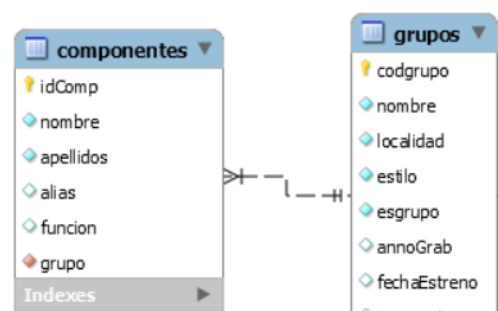 componentes
idComp
nombre
apellidos
alias
funcion
grupo
Indexes
grupos
codgrupo
nombre
localidad
estilo
esgrupo
annoGrab
fechaEstreno